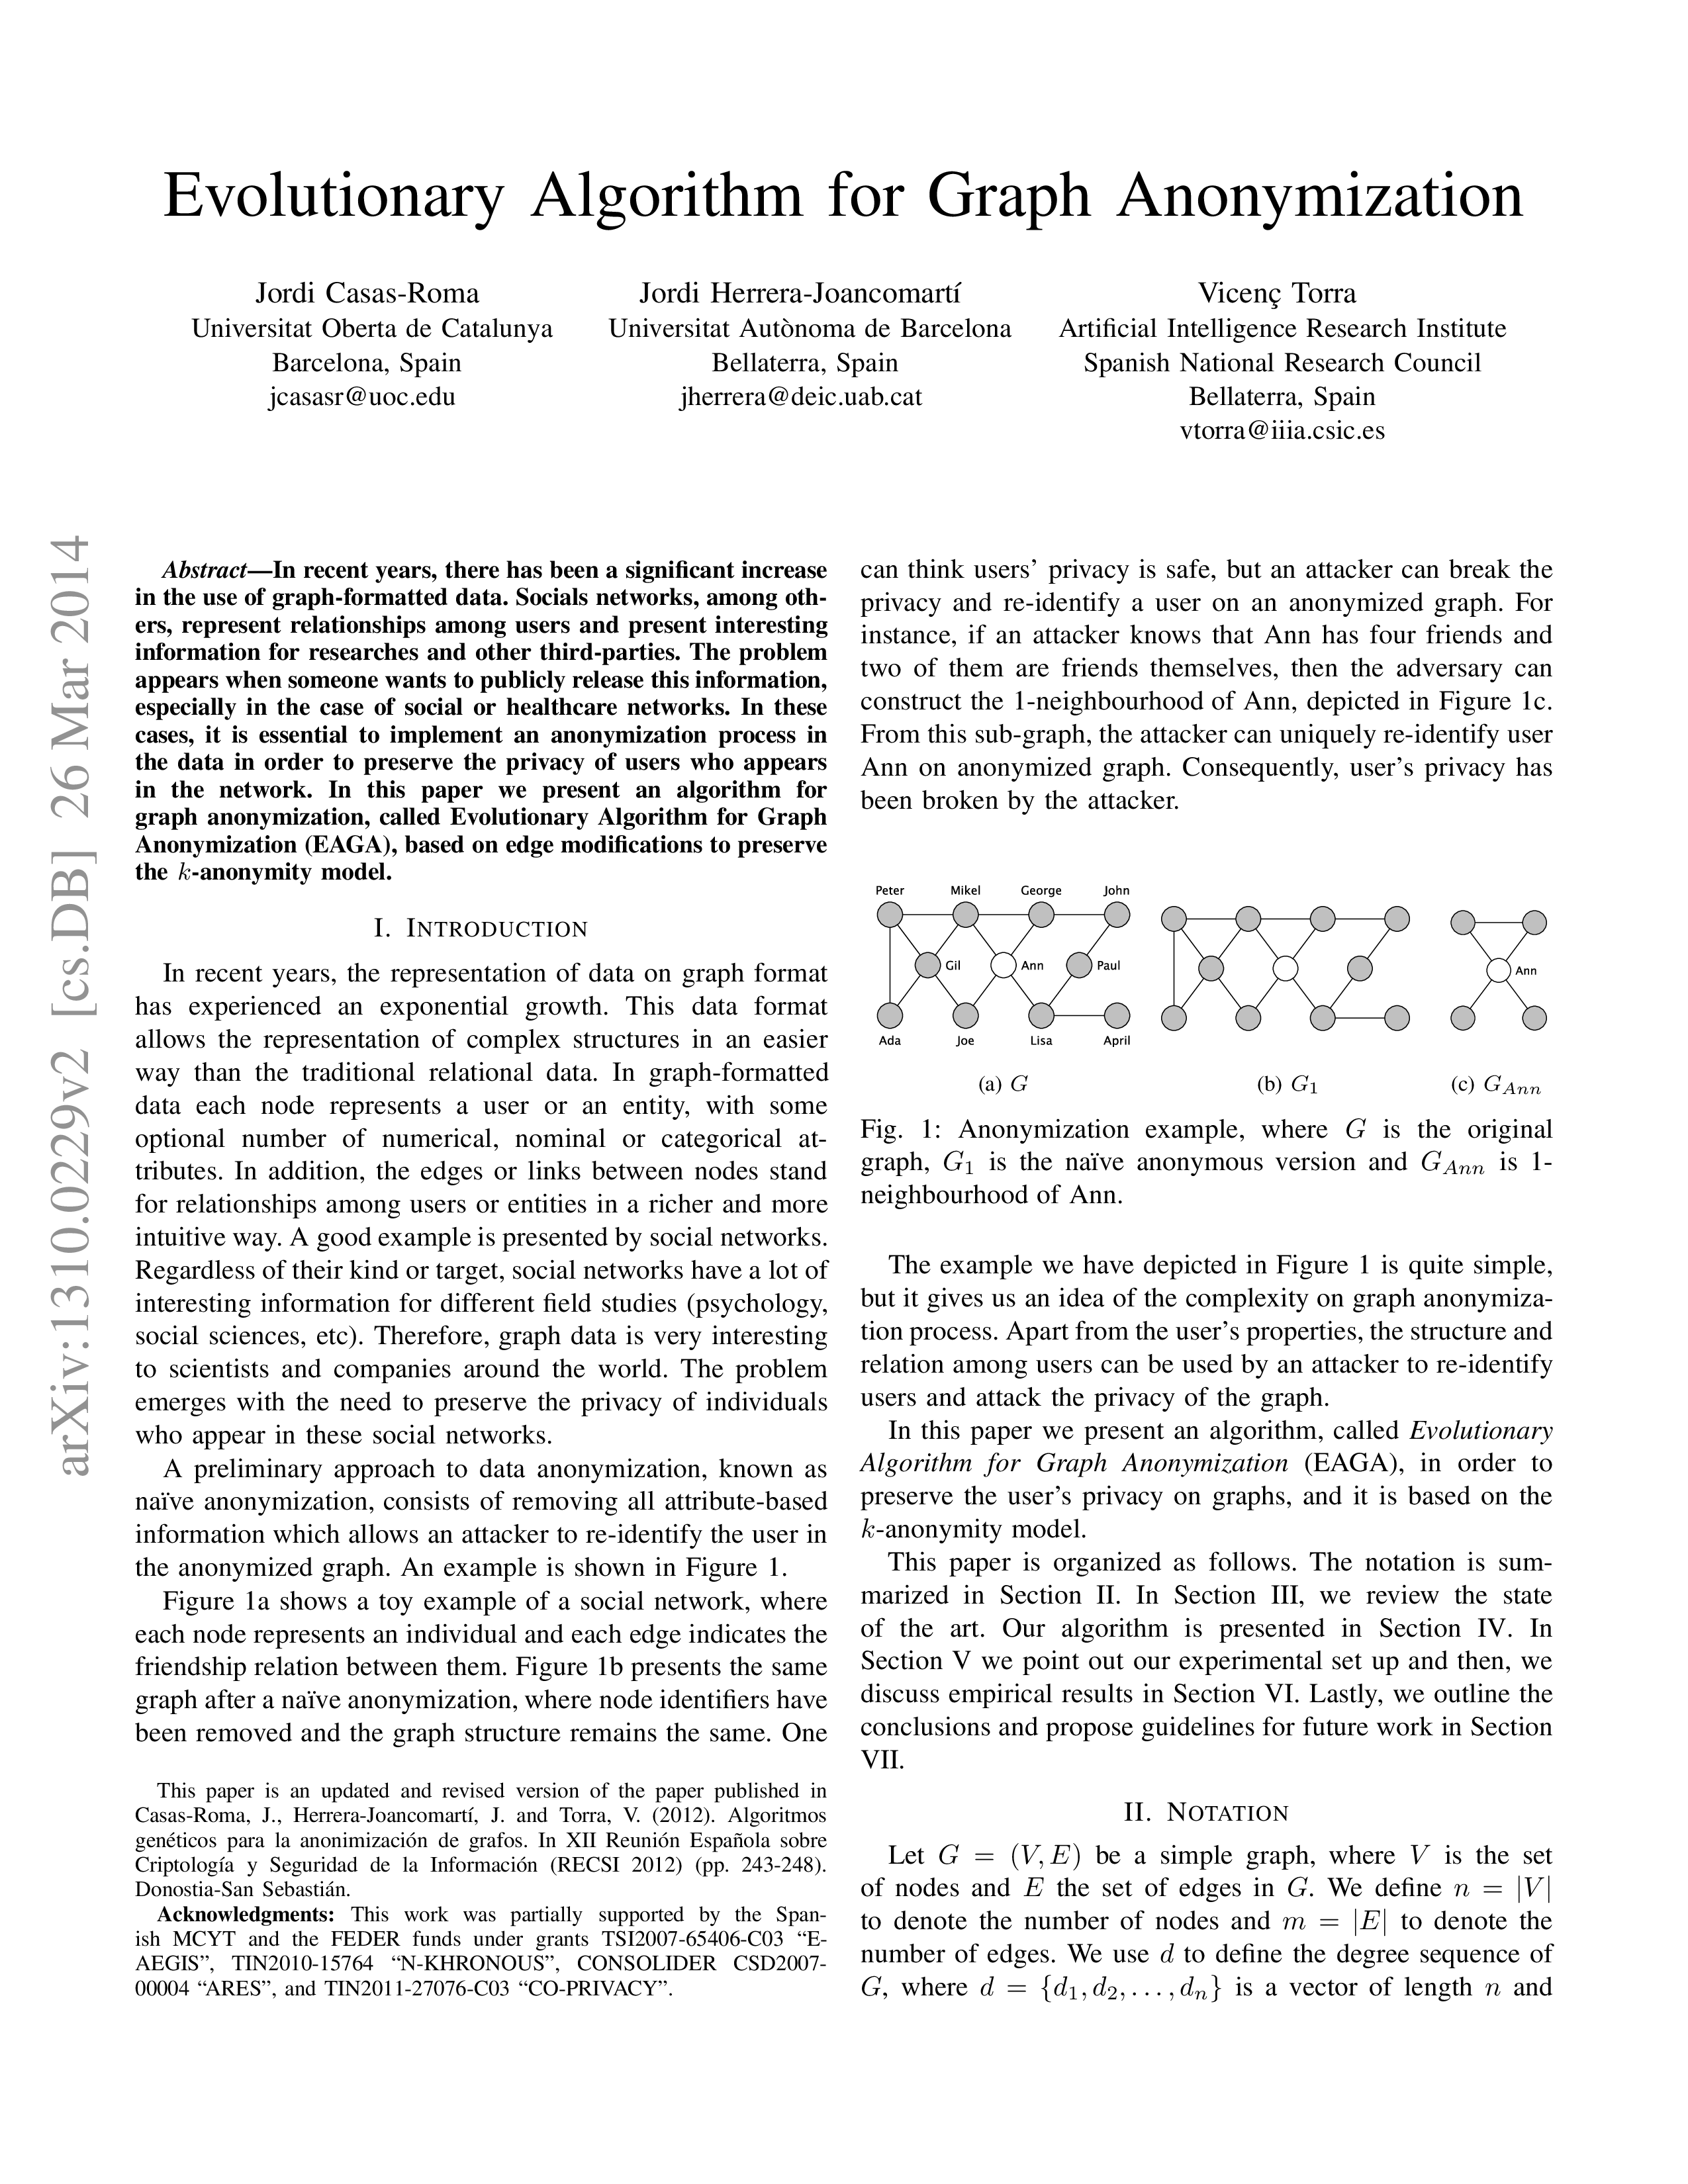 Evolutionary Algorithm for Graph Anonymization
Jordi Casas-Roma
Universitat Oberta de Catalunya
Barcelona, Spain
jcasasr@uoc.edu
Jordi Herrera-Joancomartí
Universitat Autònoma de Barcelona
Bellaterra, Spain
jherrera@deic.uab.cat
Vicenç Torra
Artificial Intelligence Research Institute
Spanish National Research Council
Bellaterra, Spain
vtorra@iiia.csic.es
arXiv:1310.0229v2 [cs.DB] 26 Mar 2014
Abstract—In recent years, there has been a significant increase
in the use of graph-formatted data. Socials networks, among oth-
ers, represent relationships among users and present interesting
information for researches and other third-parties. The problem
appears when someone wants to publicly release this information,
especially in the case of social or healthcare networks. In these
cases, it is essential to implement an anonymization process in
the data in order to preserve the privacy of users who appears
in the network. In this paper we present an algorithm for
graph anonymization, called Evolutionary Algorithm for Graph
Anonymization (EAGA), based on edge modifications to preserve
the k-anonymity model.
I. INTRODUCTION
In recent years, the representation of data on graph format
has experienced an exponential growth. This data format
allows the representation of complex structures in an easier
way than the traditional relational data. In graph-formatted
data each node represents a user or an entity, with some
optional number of numerical, nominal or categorical at-
tributes. In addition, the edges or links between nodes stand
for relationships among users or entities in a richer and more
intuitive way. A good example is presented by social networks.
Regardless of their kind or target, social networks have a lot of
interesting information for different field studies (psychology,
social sciences, etc). Therefore, graph data is very interesting
to scientists and companies around the world. The problem
emerges with the need to preserve the privacy of individuals
who appear in these social networks.
A preliminary approach to data anonymization, known as
naïve anonymization, consists of removing all attribute-based
information which allows an attacker to re-identify the user in
the anonymized graph. An example is shown in Figure 1.
Figure 1a shows a toy example of a social network, where
each node represents an individual and each edge indicates the
friendship relation between them. Figure 1b presents the same
graph after a naïve anonymization, where node identifiers have
been removed and the graph structure remains the same. One
This paper is an updated and revised version of the paper published in
Casas-Roma, J., Herrera-Joancomartí, J. and Torra, V. (2012). Algoritmos
genéticos para la anonimización de grafos. In XII Reunión Española sobre
Criptología y Seguridad de la Información (RECSI 2012) (pp. 243-248).
Donostia-San Sebastián.
Acknowledgments: This work was partially supported by the Span-
ish MCYT and the FEDER funds under grants TSI2007-65406-C03 “E-
AEGIS”, TIN2010-15764 “N-KHRONOUS”, CONSOLIDER CSD2007-
00004 “ARES”, and TIN2011-27076-C03 “CO-PRIVACY”.
can think users’ privacy is safe, but an attacker can break the
privacy and re-identify a user on an anonymized graph. For
instance, if an attacker knows that Ann has four friends and
two of them are friends themselves, then the adversary can
construct the 1-neighbourhood of Ann, depicted in Figure 1c.
From this sub-graph, the attacker can uniquely re-identify user
Ann on anonymized graph. Consequently, user’s privacy has
been broken by the attacker.
Peter Mikel George John
Gil Ann Paul
Ada Joe Lisa April
Ann
(a) G (b) G1 (c) GAnn
Fig. 1: Anonymization example, where G is the original
graph, G1 is the naïve anonymous version and GAnn is 1-
neighbourhood of Ann.
The example we have depicted in Figure 1 is quite simple,
but it gives us an idea of the complexity on graph anonymiza-
tion process. Apart from the user’s properties, the structure and
relation among users can be used by an attacker to re-identify
users and attack the privacy of the graph.
In this paper we present an algorithm, called Evolutionary
Algorithm for Graph Anonymization (EAGA), in order to
preserve the user’s privacy on graphs, and it is based on the
k-anonymity model.
This paper is organized as follows. The notation is sum-
marized in Section II. In Section III, we review the state
of the art. Our algorithm is presented in Section IV. In
Section V we point out our experimental set up and then, we
discuss empirical results in Section VI. Lastly, we outline the
conclusions and propose guidelines for future work in Section
VII.
II. NOTATION
Let G = (V, E) be a simple graph, where V is the set
of nodes and E the set of edges in G. We define n = |V|
to denote the number of nodes and m = |E| to denote the
number of edges. We use d to define the degree sequence of
G, where d = {d1, d2, . . . , dn} is a vector of length n and